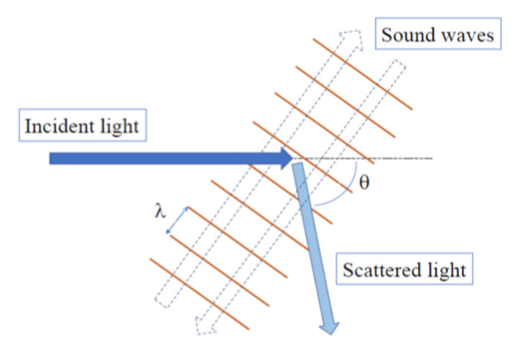 Sound waves
Incident light
θ
λ
Scattered light